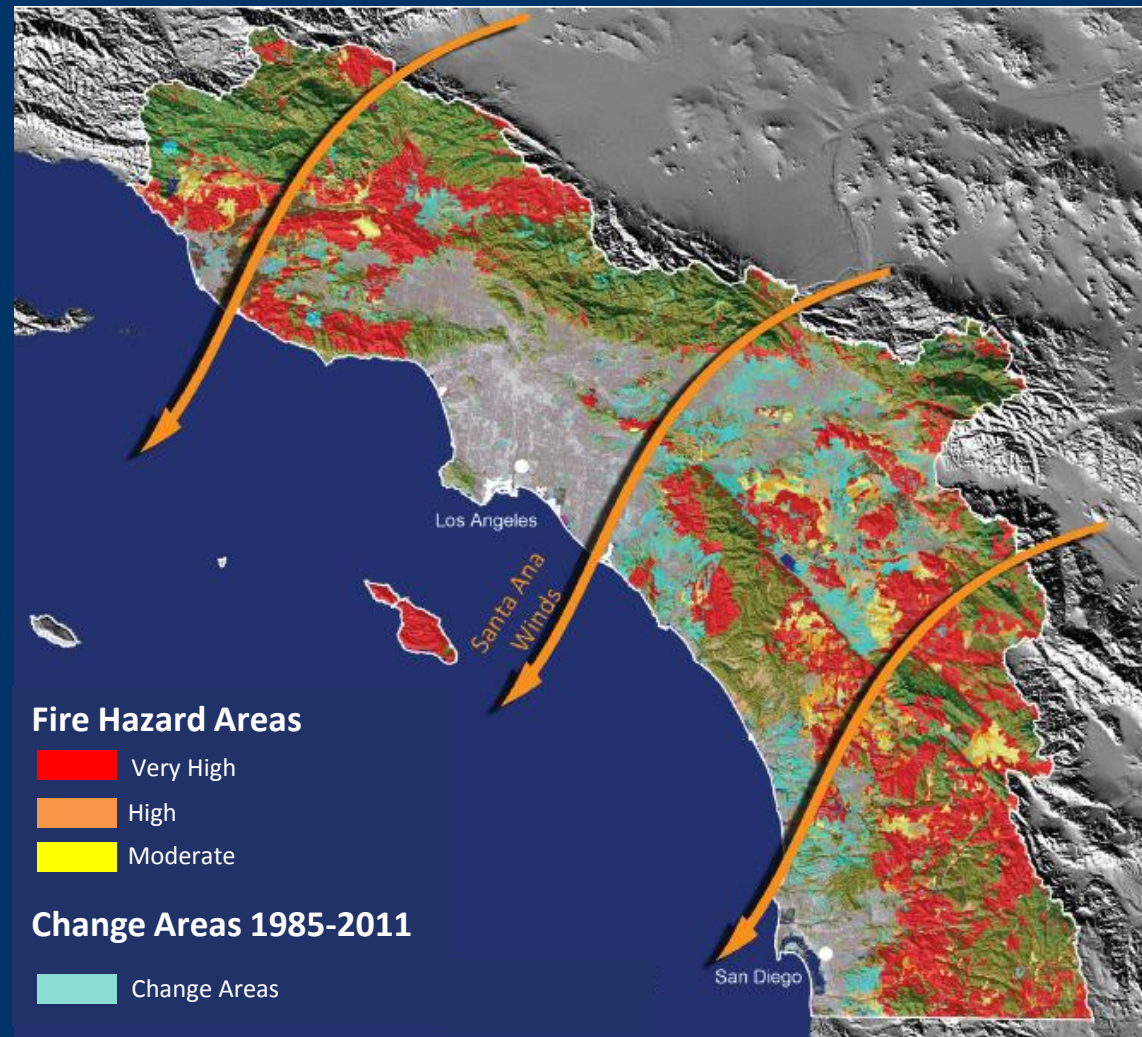 Los Angeles
Santa Ana
Winds
Fire Hazard Areas
Very High
High
Moderate
Change Areas 1985-2011
Change Areas
San Diego